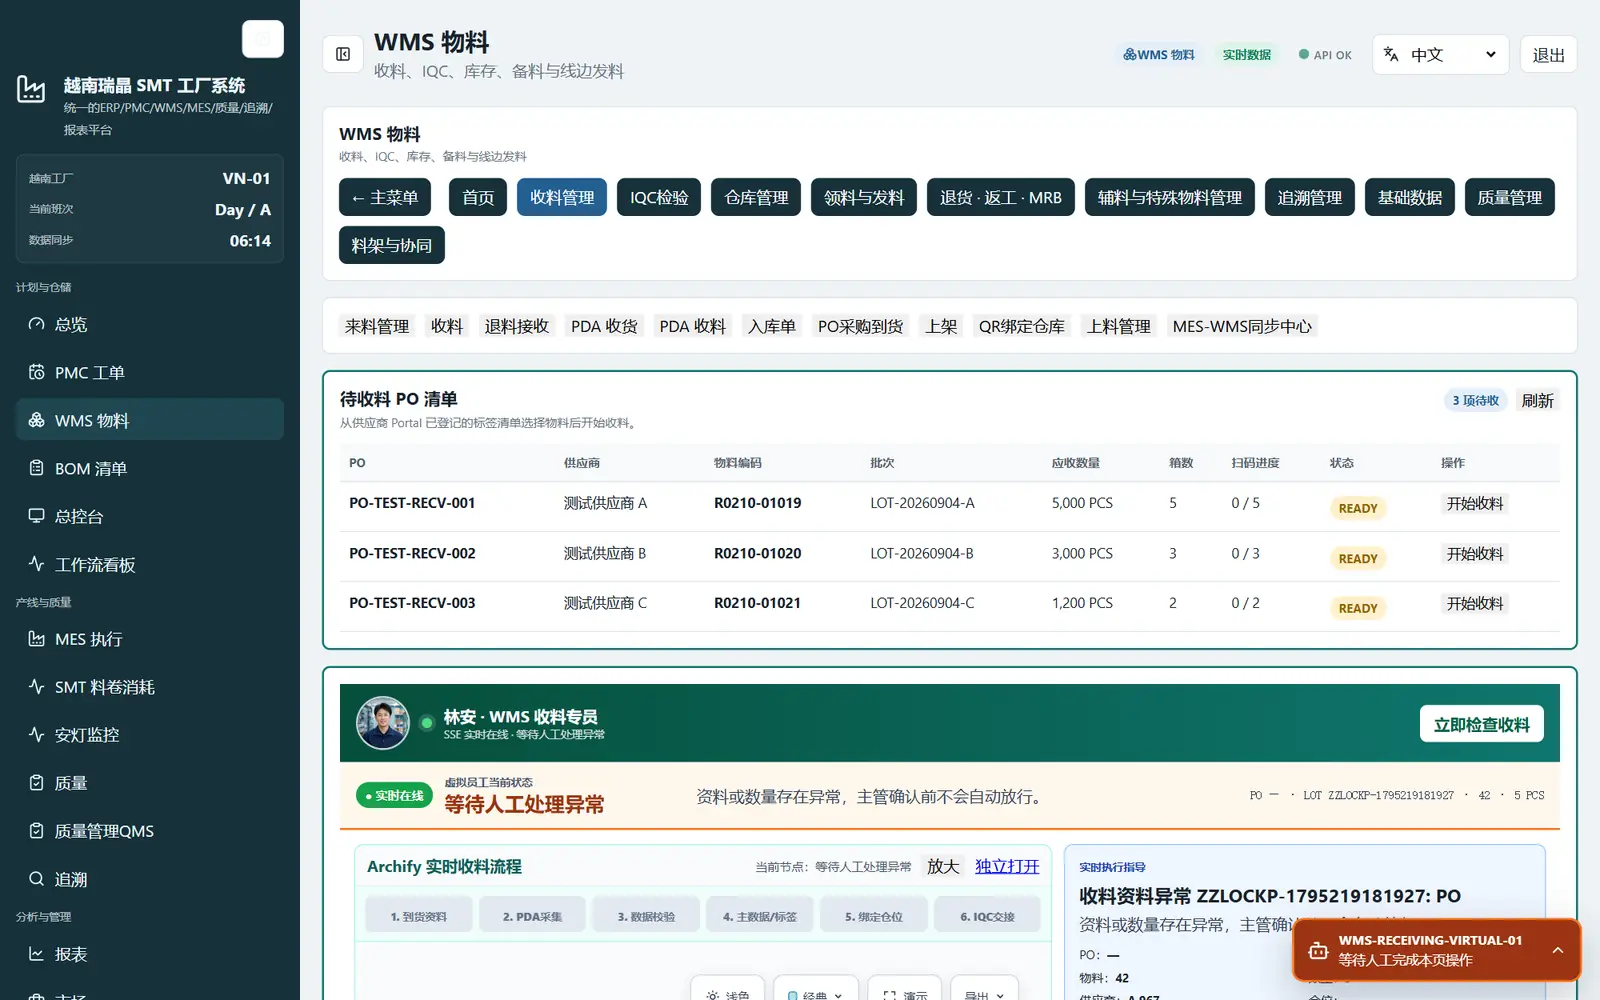 越南瑞晶 SMT 工厂系统
统一的ERP/PMC/WMS/MES/质量/追溯/
报表平台
越南工厂 VN-01
当前班次 Day / A
数据同步 06:14
计划与仓储
总览
PMC 工单
WMS 物料
BOM 清单
总控台
工作流看板
产线与质量
MES 执行
SMT 料卷消耗
安灯监控
质量
质量管理QMS
追溯
分析与管理
报表
WMS 物料
收料、IQC、库存、备料与线边发料
WMS 物料 实时数据 API OK 中文 退出
WMS 物料
收料、IQC、库存、备料与线边发料
← 主菜单 首页 收料管理 IQC检验 仓库管理 领料与发料 退货 · 返工 · MRB 辅料与特殊物料管理 追溯管理 基础数据 质量管理
料架与协同
来料管理 收料 退料接收 PDA 收货 PDA 收料 入库单 PO采购到货 上架 QR绑定仓库 上料管理 MES-WMS同步中心
待收料 PO 清单
从供应商 Portal 已登记的标签清单选择物料后开始收料。
3 项待收 刷新
PO 供应商 物料编码 批次 应收数量 箱数 扫码进度 状态 操作
PO-TEST-RECV-001 测试供应商 A R0210-01019 LOT-20260904-A 5,000 PCS 5 0 / 5 READY 开始收料
PO-TEST-RECV-002 测试供应商 B R0210-01020 LOT-20260904-B 3,000 PCS 3 0 / 3 READY 开始收料
PO-TEST-RECV-003 测试供应商 C R0210-01021 LOT-20260904-C 1,200 PCS 2 0 / 2 READY 开始收料
林安 · WMS 收料专员
SSE 实时在线 · 等待人工处理异常
立即检查收料
● 实时在线
虚拟员工当前状态
等待人工处理异常
资料或数量存在异常，主管确认前不会自动放行。
PO — · LOT ZZLOCKP-1795219181927 · 42 · 5 PCS
Archify 实时收料流程
当前节点：等待人工处理异常 放大 独立打开
1. 到货资料 2. PDA采集 3. 数据校验 4. 主数据/标签 5. 绑定仓位 6. IQC交接
浅色 经典 演示 导出
实时执行指导
收料资料异常 ZZLOCKP-1795219181927: PO
资料或数量存在异常，主管确
PO： —
物料： 42
供应商： A 967
WMS-RECEIVING-VIRTUAL-01
等待人工完成本页操作